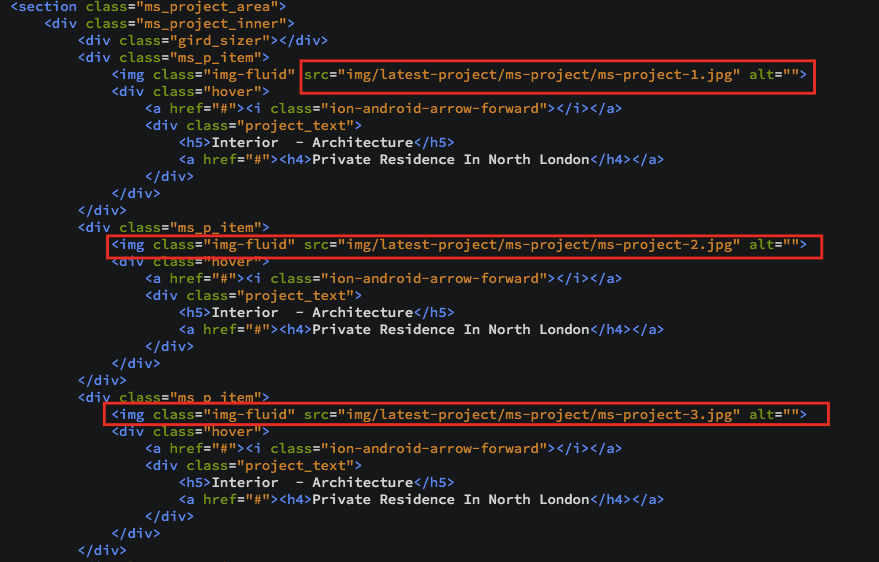 <section class="ms_project_area">
<div class="ms_project_inner">
<div class="gird_sizer"></div>
<div class="ms_p_item">
<img class="img-fluid" src="img/latest-project/ms-project/ms-project-1.jpg" alt="">
<div class="hover">
<a href="#"><i class="ion-android-arrow-forward"></i></a>
<div class="project_text">
<h5>Interior  - Architecture</h5>
<a href="#"><h4>Private Residence In North London</h4></a>
</div>
</div>
</div>
<div class="ms_p_item">
<img class="img-fluid" src="img/latest-project/ms-project/ms-project-2.jpg" alt="">
<div class="hover">
<a href="#"><i class="ion-android-arrow-forward"></i></a>
<div class="project_text">
<h5>Interior  - Architecture</h5>
<a href="#"><h4>Private Residence In North London</h4></a>
</div>
</div>
</div>
<div class="ms_p_item">
<img class="img-fluid" src="img/latest-project/ms-project/ms-project-3.jpg" alt="">
<div class="hover">
<a href="#"><i class="ion-android-arrow-forward"></i></a>
<div class="project_text">
<h5>Interior  - Architecture</h5>
<a href="#"><h4>Private Residence In North London</h4></a>
</div>
</div>
</div>